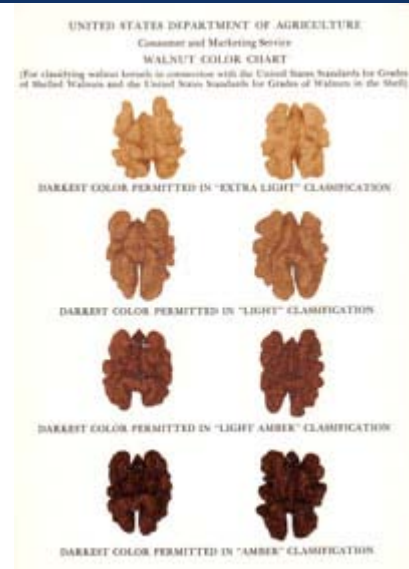 UNITED STATES DEPARTMENT OF AGRICULTURE
Consumer and Marketing Service
WALNUT COLOR CHART
(For classifying walnut kernels in connection with the United States Standards for Grades
of Shelled Walnuts and the United States Standards for Grades of Walnuts in the Shell)
DARKEST COLOR PERMITTED IN "EXTRA LIGHT" CLASSIFICATION
DARKEST COLOR PERMITTED IN "LIGHT" CLASSIFICATION
DARKEST COLOR PERMITTED IN "LIGHT AMBER" CLASSIFICATION
DARKEST COLOR PERMITTED IN "AMBER" CLASSIFICATION